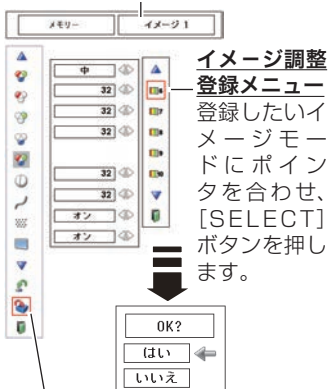 メモリー
イメージ 1
中
32
32
32
32
32
オン
オン
イメージ調整
登録メニュー
登録したいイ
メージモー
ドにポイン
タを合わせ、
[SELECT]
ボタンを押し
ます。
OK?
はい
いいえ